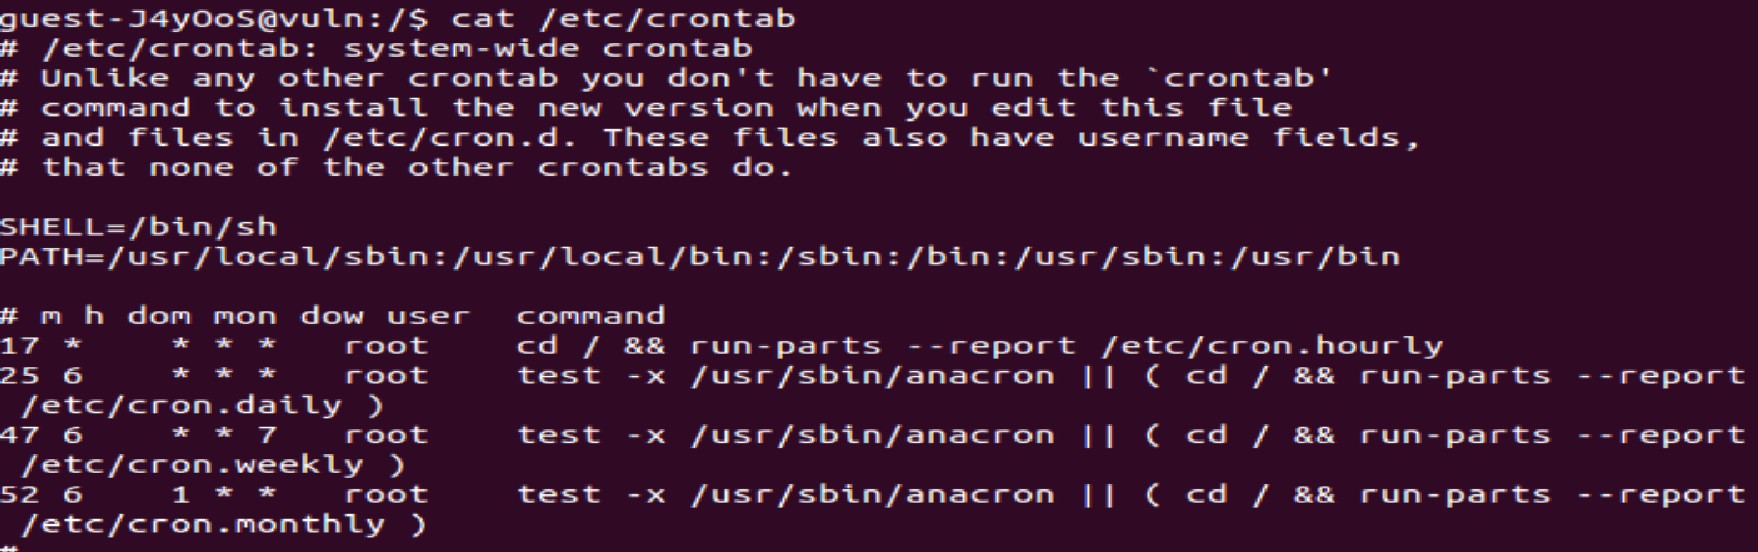 guest-J4yOoS@vuln:/$ cat /etc/crontab
# /etc/crontab: system-wide crontab
# Unlike any other crontab you don't have to run the `crontab'
# command to install the new version when you edit this file
# and files in /etc/cron.d. These files also have username fields,
# that none of the other crontabs do.

SHELL=/bin/sh
PATH=/usr/local/sbin:/usr/local/bin:/sbin:/bin:/usr/sbin:/usr/bin

# m h dom mon dow user  command
17 *    * * *   root    cd / && run-parts --report /etc/cron.hourly
25 6    * * *   root    test -x /usr/sbin/anacron || ( cd / && run-parts --report
 /etc/cron.daily )
47 6    * * 7   root    test -x /usr/sbin/anacron || ( cd / && run-parts --report
 /etc/cron.weekly )
52 6    1 * *   root    test -x /usr/sbin/anacron || ( cd / && run-parts --report
 /etc/cron.monthly )
#